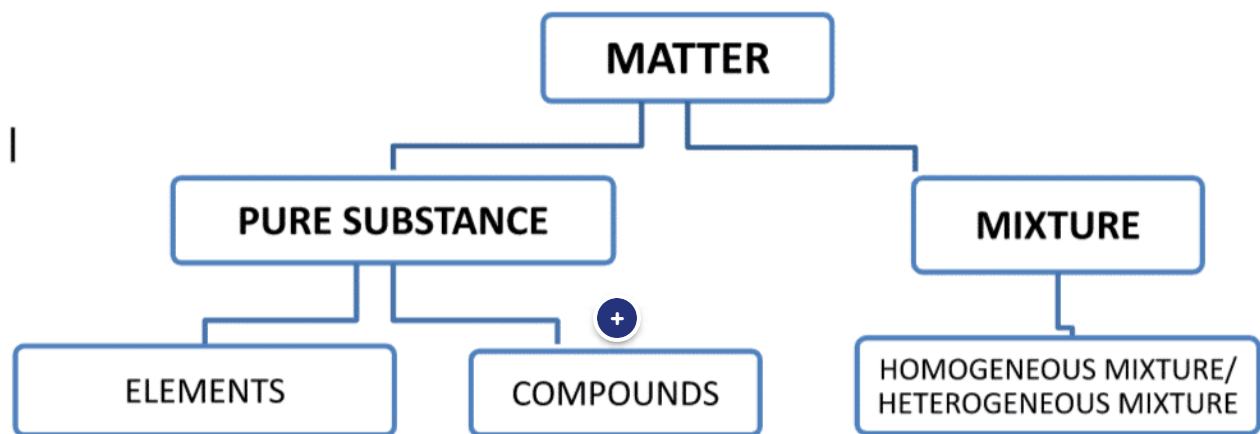 MATTER
PURE SUBSTANCE
MIXTURE
ELEMENTS
COMPOUNDS
HOMOGENEOUS MIXTURE/
HETEROGENEOUS MIXTURE